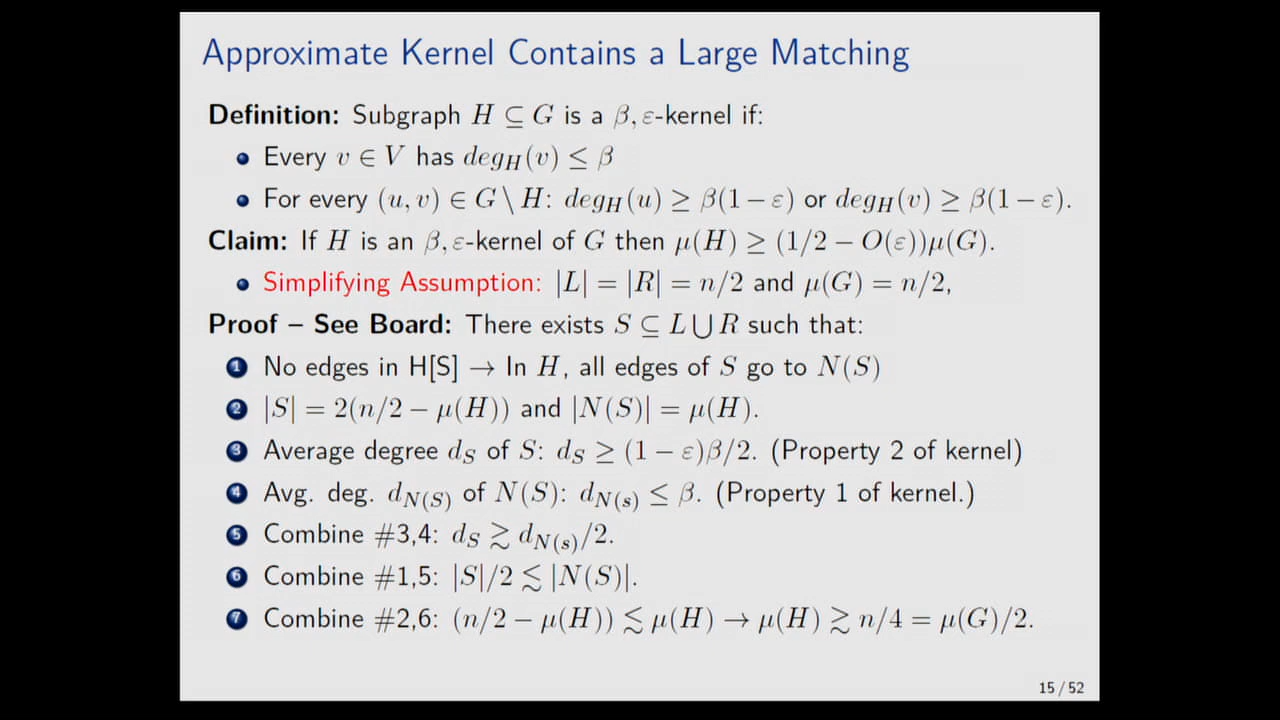 Approximate Kernel Contains a Large Matching
Definition: Subgraph H ⊆ G is a β, ε-kernel if:
• Every v ∈ V has deg_H(v) ≤ β
• For every (u, v) ∈ G \ H: deg_H(u) ≥ β(1 − ε) or deg_H(v) ≥ β(1 − ε).
Claim: If H is an β, ε-kernel of G then μ(H) ≥ (1/2 − O(ε))μ(G).
• Simplifying Assumption: |L| = |R| = n/2 and μ(G) = n/2,
Proof – See Board: There exists S ⊆ L ⋃ R such that:
1 No edges in H[S] → In H, all edges of S go to N(S)
2 |S| = 2(n/2 − μ(H)) and |N(S)| = μ(H).
3 Average degree d_S of S: d_S ≥ (1 − ε)β/2. (Property 2 of kernel)
4 Avg. deg. d_N(S) of N(S): d_N(s) ≤ β. (Property 1 of kernel.)
5 Combine #3,4: d_S ≳ d_N(s)/2.
6 Combine #1,5: |S|/2 ≲ |N(S)|.
7 Combine #2,6: (n/2 − μ(H)) ≲ μ(H) → μ(H) ≳ n/4 = μ(G)/2.
15 / 52